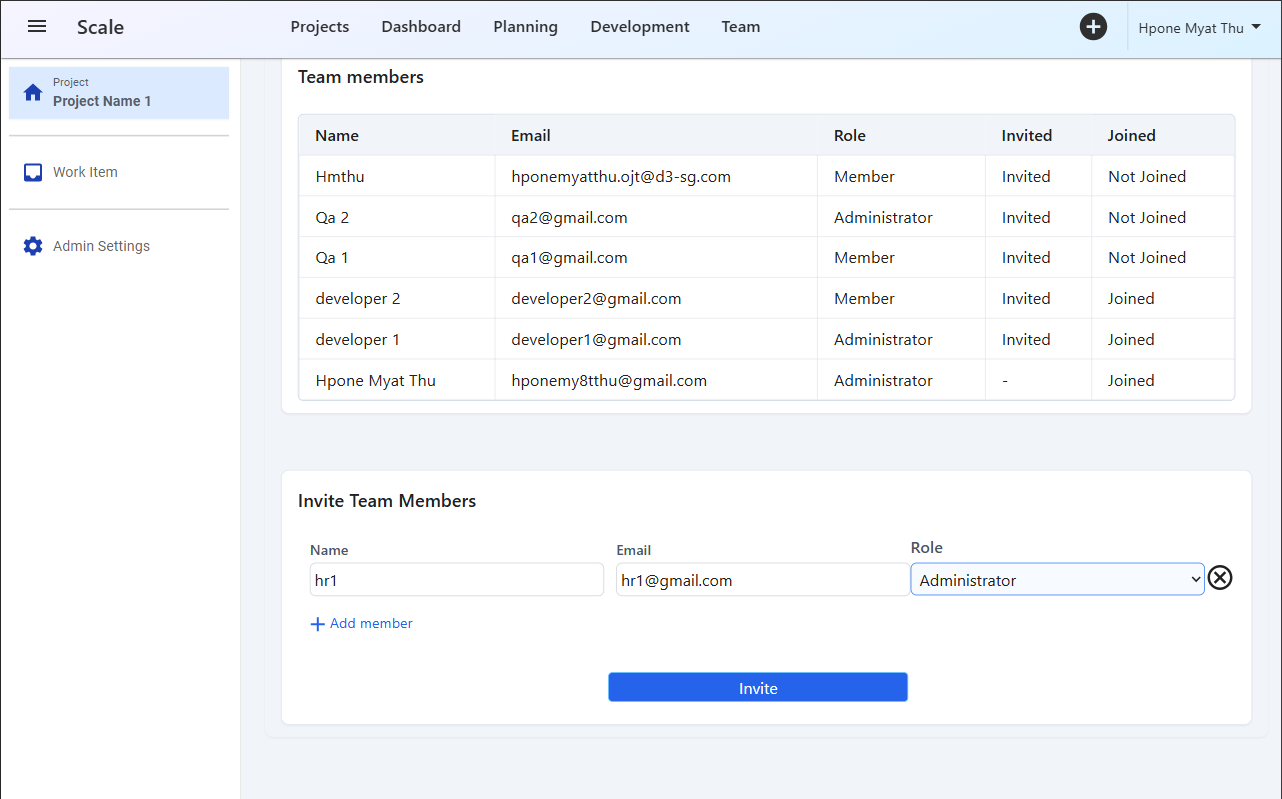 Scale Projects Dashboard Planning Development Team Hpone Myat Thu
Project
Project Name 1
Work Item
Admin Settings
Team members
Name Email Role Invited Joined
Hmthu hponemyatthu.ojt@d3-sg.com Member Invited Not Joined
Qa 2 qa2@gmail.com Administrator Invited Not Joined
Qa 1 qa1@gmail.com Member Invited Not Joined
developer 2 developer2@gmail.com Member Invited Joined
developer 1 developer1@gmail.com Administrator Invited Joined
Hpone Myat Thu hponemy8tthu@gmail.com Administrator - Joined
Invite Team Members
Name Email Role
hr1 hr1@gmail.com Administrator
Add member
Invite